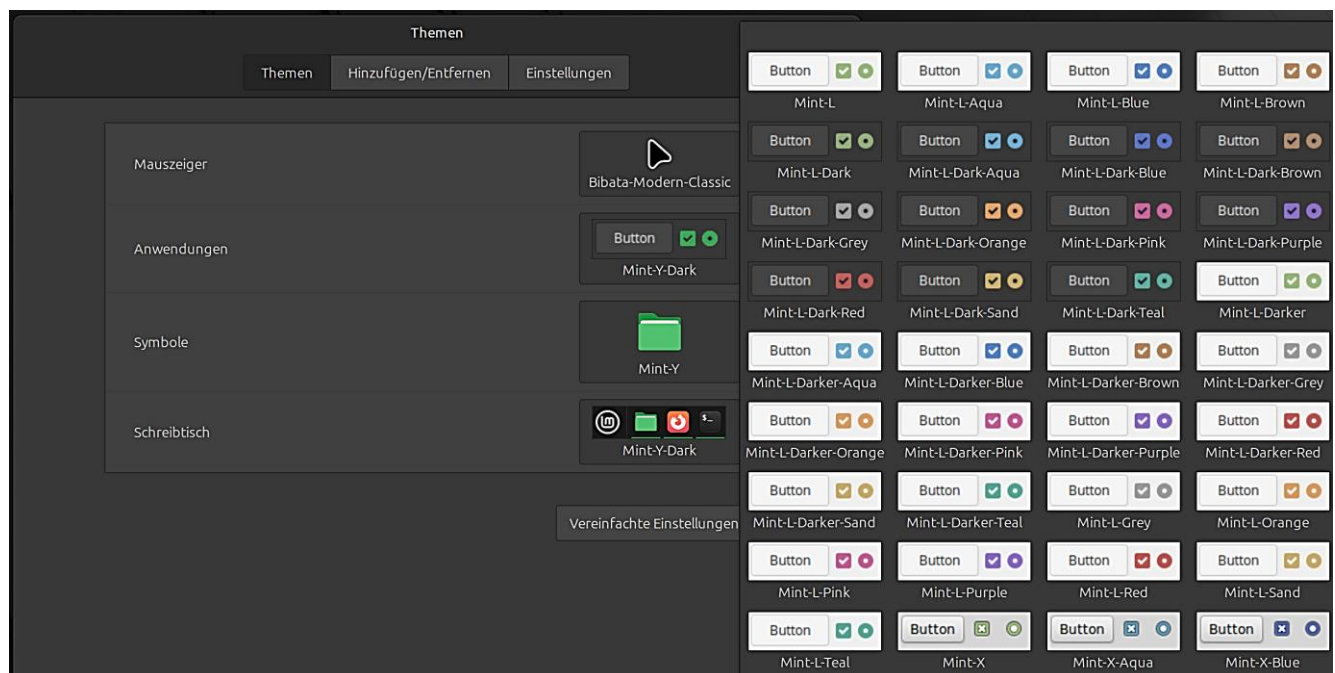 Themen
Themen Hinzufügen/Entfernen Einstellungen
Mauszeiger
Bibata-Modern-Classic
Anwendungen
Button
Mint-Y-Dark
Symbole
Mint-Y
Schreibtisch
$_
Mint-Y-Dark
Vereinfachte Einstellungen
Button Button Button Button
Mint-L Mint-L-Aqua Mint-L-Blue Mint-L-Brown
Button Button Button Button
Mint-L-Dark Mint-L-Dark-Aqua Mint-L-Dark-Blue Mint-L-Dark-Brown
Button Button Button Button
Mint-L-Dark-Grey Mint-L-Dark-Orange Mint-L-Dark-Pink Mint-L-Dark-Purple
Button Button Button Button
Mint-L-Dark-Red Mint-L-Dark-Sand Mint-L-Dark-Teal Mint-L-Darker
Button Button Button Button
Mint-L-Darker-Aqua Mint-L-Darker-Blue Mint-L-Darker-Brown Mint-L-Darker-Grey
Button Button Button Button
Mint-L-Darker-Orange Mint-L-Darker-Pink Mint-L-Darker-Purple Mint-L-Darker-Red
Button Button Button Button
Mint-L-Darker-Sand Mint-L-Darker-Teal Mint-L-Grey Mint-L-Orange
Button Button Button Button
Mint-L-Pink Mint-L-Purple Mint-L-Red Mint-L-Sand
Button Button Button Button
Mint-L-Teal Mint-X Mint-X-Aqua Mint-X-Blue